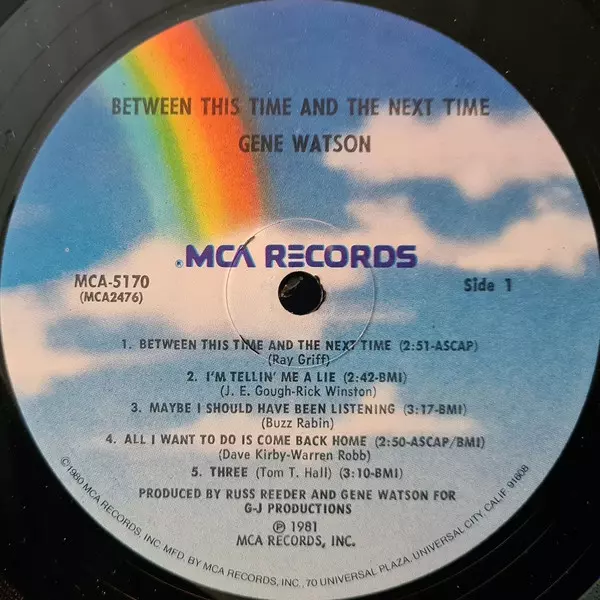 BETWEEN THIS TIME AND THE NEXT TIME
GENE WATSON
®MCA RECORDS
MCA-5170
(MCA2476)
Side 1
1. BETWEEN THIS TIME AND THE NEXT TIME (2:51-ASCAP)
(Ray Griff)
2. I'M TELLIN' ME A LIE (2:42-BMI)
(J. E. Gough-Rick Winston)
3. MAYBE I SHOULD HAVE BEEN LISTENING (3:17-BMI)
(Buzz Rabin)
4. ALL I WANT TO DO IS COME BACK HOME (2:50-ASCAP/BMI)
(Dave Kirby-Warren Robb)
5. THREE (Tom T. Hall) (3:10-BMI)
PRODUCED BY RUSS REEDER AND GENE WATSON FOR
G-J PRODUCTIONS
℗ 1981
MCA RECORDS, INC.
©1980 MCA RECORDS, INC. MFD. BY MCA RECORDS, INC., 70 UNIVERSAL PLAZA, UNIVERSAL CITY, CALIF. 91608